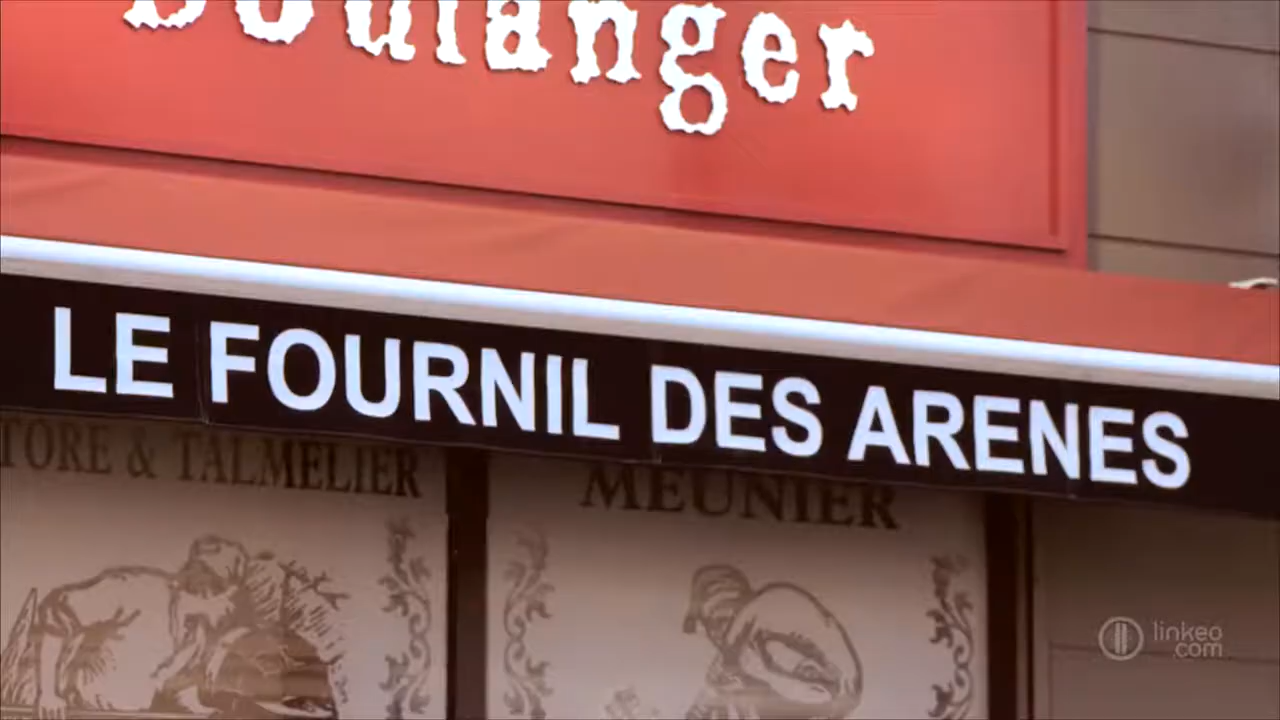 Boulanger
LE FOURNIL DES ARENES
TORE & TALMELIER
MEUNIER
linkeo
.com